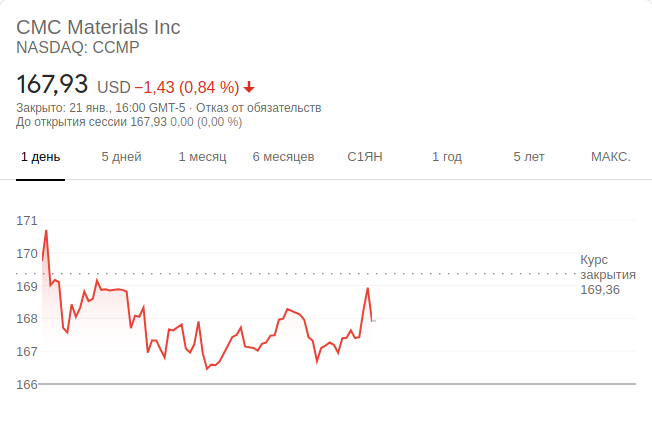 CMC Materials Inc
NASDAQ: CCMP
167,93 USD −1,43 (0,84 %)
Закрыто: 21 янв., 16:00 GMT-5 · Отказ от обязательств
До открытия сессии 167,93 0,00 (0,00 %)
1 день 5 дней 1 месяц 6 месяцев С1ЯН 1 год 5 лет МАКС.
171
170
169
168
167
166
Курс
закрытия
169,36